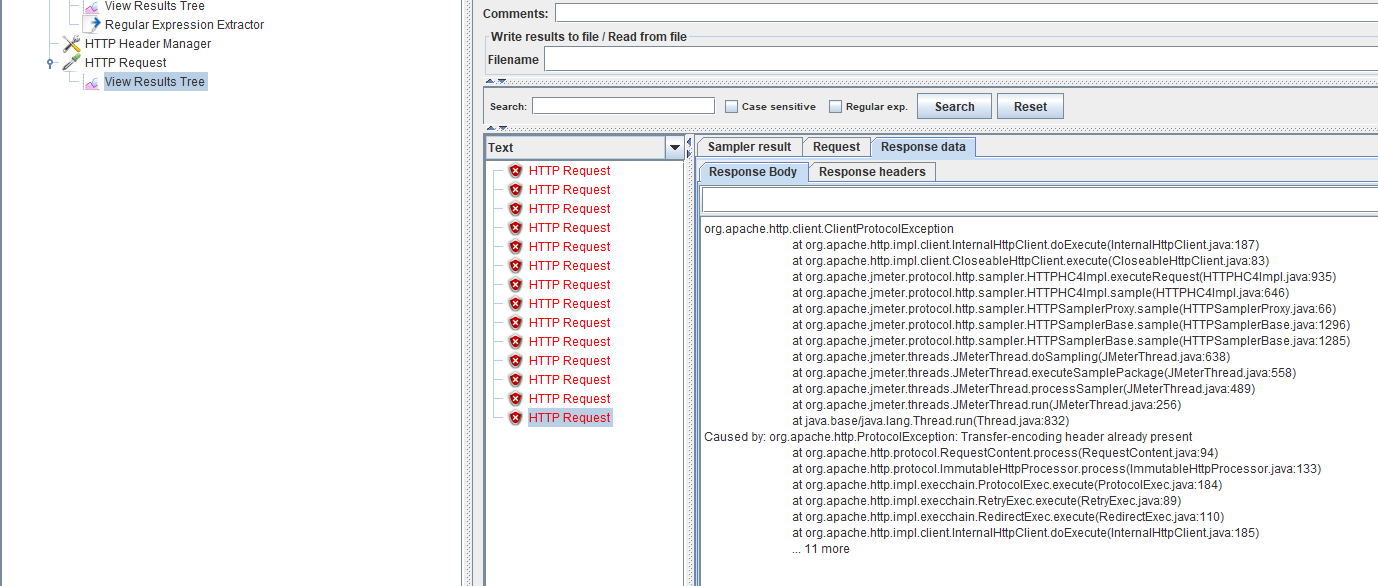 View Results Tree
Regular Expression Extractor
HTTP Header Manager
HTTP Request
View Results Tree
Comments:
Write results to file / Read from file
Filename
Search: Case sensitive Regular exp. Search Reset
Text
HTTP Request
HTTP Request
HTTP Request
HTTP Request
HTTP Request
HTTP Request
HTTP Request
HTTP Request
HTTP Request
HTTP Request
HTTP Request
HTTP Request
HTTP Request
HTTP Request
Sampler result Request Response data
Response Body Response headers
org.apache.http.client.ClientProtocolException
at org.apache.http.impl.client.InternalHttpClient.doExecute(InternalHttpClient.java:187)
at org.apache.http.impl.client.CloseableHttpClient.execute(CloseableHttpClient.java:83)
at org.apache.jmeter.protocol.http.sampler.HTTPHC4Impl.executeRequest(HTTPHC4Impl.java:935)
at org.apache.jmeter.protocol.http.sampler.HTTPHC4Impl.sample(HTTPHC4Impl.java:646)
at org.apache.jmeter.protocol.http.sampler.HTTPSamplerProxy.sample(HTTPSamplerProxy.java:66)
at org.apache.jmeter.protocol.http.sampler.HTTPSamplerBase.sample(HTTPSamplerBase.java:1296)
at org.apache.jmeter.protocol.http.sampler.HTTPSamplerBase.sample(HTTPSamplerBase.java:1285)
at org.apache.jmeter.threads.JMeterThread.doSampling(JMeterThread.java:638)
at org.apache.jmeter.threads.JMeterThread.executeSamplePackage(JMeterThread.java:558)
at org.apache.jmeter.threads.JMeterThread.processSampler(JMeterThread.java:489)
at org.apache.jmeter.threads.JMeterThread.run(JMeterThread.java:256)
at java.base/java.lang.Thread.run(Thread.java:832)
Caused by: org.apache.http.ProtocolException: Transfer-encoding header already present
at org.apache.http.protocol.RequestContent.process(RequestContent.java:94)
at org.apache.http.protocol.ImmutableHttpProcessor.process(ImmutableHttpProcessor.java:133)
at org.apache.http.impl.execchain.ProtocolExec.execute(ProtocolExec.java:184)
at org.apache.http.impl.execchain.RetryExec.execute(RetryExec.java:89)
at org.apache.http.impl.execchain.RedirectExec.execute(RedirectExec.java:110)
at org.apache.http.impl.client.InternalHttpClient.doExecute(InternalHttpClient.java:185)
... 11 more